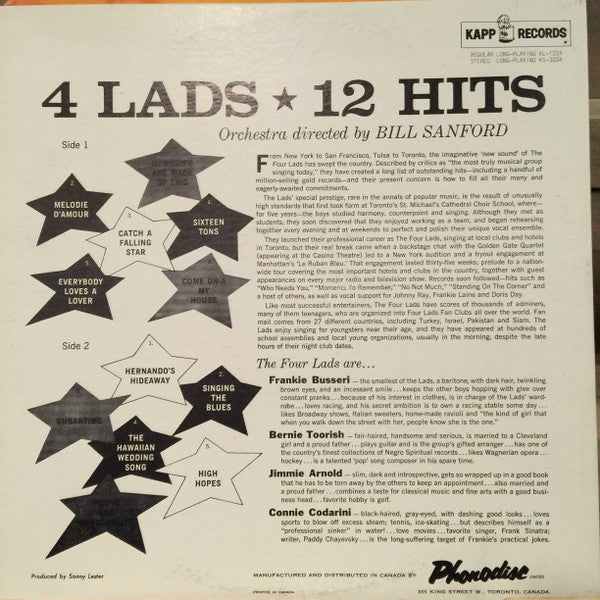 KAPP RECORDS.
REGULAR LONG-PLAYING KL-1224
STEREO LONG-PLAYING KS-3224
4 LADS ★ 12 HITS
Orchestra directed by BILL SANFORD
Side 1
1.
MEMORIES
ARE MADE
OF THIS
2.
MELODIE
D'AMOUR
3.
CATCH A
FALLING
STAR
4.
SIXTEEN
TONS
5.
EVERYBODY
LOVES A
LOVER
COME ON-A
MY
HOUSE
Side 2
1.
HERNANDO'S
HIDEAWAY
2.
SINGING
THE
BLUES
SUGARTIME
4.
THE
HAWAIIAN
WEDDING
SONG
5.
HIGH
HOPES
From New York to San Francisco, Tulsa to Toronto, the imaginative 'new sound' of The
Four Lads has swept the country. Described by critics as "the most truly musical group
singing today," they have created a long list of outstanding hits—including a handful of
million-selling gold records—and their present concern is how to fill all their many and
eagerly-awaited commitments.
The Lads' special prestige, rare in the annals of popular music, is the result of unusually
high standards that first took form at Toronto's St. Michael's Cathedral Choir School, where—
for five years—the boys studied harmony, counterpoint and singing. Although they met as
students, they soon discovered that they enjoyed working as a team, and began rehearsing
together every evening and at weekends to perfect and polish their unique vocal ensemble.
They launched their professional career as The Four Lads, singing at local clubs and hotels
in Toronto, but their real break came when a backstage chat with the Golden Gate Quartet
(appearing at the Casino Theatre) led to a New York audition and a tryout engagement at
Manhattan's 'Le Ruban Bleu.' That engagement lasted thirty-five weeks; prelude to a nation-
wide tour covering the most important hotels and clubs in the country, together with guest
appearances on every major radio and television show. Records soon followed—hits such as
"Who Needs You," "Moments To Remember," "No Not Much," "Standing On The Corner" and
a host of others, as well as vocal support for Johnny Ray, Frankie Laine and Doris Day.
Like most successful entertainers, The Four Lads have scores of thousands of admirers,
many of them teenagers, who are organized into Four Lads Fan Clubs all over the world. Fan
mail comes from 27 different countries, including Turkey, Israel, Pakistan and Siam. The
Lads enjoy singing for youngsters near their age, and they have appeared at hundreds of
school assemblies and local young organizations, usually in the morning, despite the late
hours of their night club dates.
The Four Lads are...
Frankie Busseri — the smallest of the Lads, a baritone, with dark hair, twinkling
brown eyes, and an incessant smile...keeps the other boys hopping with glee over
constant pranks...because of his interest in clothes, is in charge of the Lads' ward-
robe...loves racing, and his secret ambition is to own a racing stable some day...
likes Broadway shows, Italian sweaters, home-made ravioli and "the kind of girl that
when you walk down the street with her, people know she is the one."
Bernie Toorish — fair-haired, handsome and serious, is married to a Cleveland
girl and a proud father...plays guitar and is the group's gifted arranger...has one of
the country's finest collections of Negro Spiritual records...likes Wagnerian opera...
hockey...is a talented 'pop' song composer in his spare time.
Jimmie Arnold — slim, dark and introspective, gets so wrapped up in a good book
that he has to be torn away by the others to keep an appointment...also married and
a proud father...combines a taste for classical music and fine arts with a good busi-
ness head...favorite hobby is golf.
Connie Codarini — black-haired, gray-eyed, with dashing good looks...loves
sports to blow off excess steam; tennis, ice-skating...but describes himself as a
"professional sinker" in water!...love movies...favorite singer, Frank Sinatra;
writer, Paddy Chayevsky...is the long-suffering target of Frankie's practical jokes.
Produced by Sonny Lester
MANUFACTURED AND DISTRIBUTED IN CANADA BY Phonodisc LIMITED
355 KING STREET W., TORONTO, CANADA
PRINTED IN CANADA